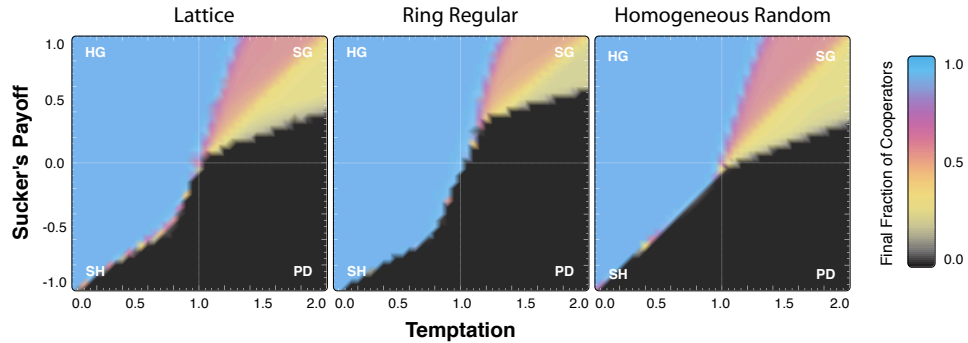 Lattice
Ring Regular
Homogeneous Random
HG
SG
SH
PD
HG
SG
SH
PD
HG
SG
SH
PD
1.0
0.5
0.0
-0.5
-1.0
Sucker's Payoff
0.0 0.5 1.0 1.5 2.0
0.0 0.5 1.0 1.5 2.0
0.0 0.5 1.0 1.5 2.0
Temptation
Final Fraction of Cooperators
1.0
0.5
0.0